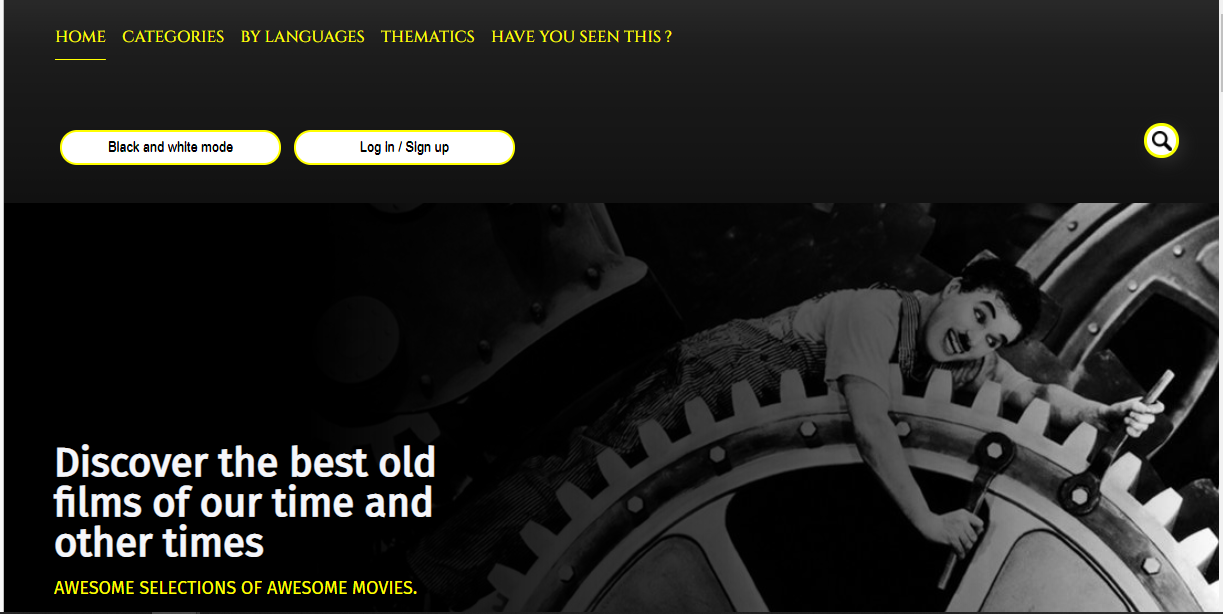 HOME CATEGORIES BY LANGUAGES THEMATICS HAVE YOU SEEN THIS ?
Black and white mode Log in / Sign up
Discover the best old
films of our time and
other times
AWESOME SELECTIONS OF AWESOME MOVIES.